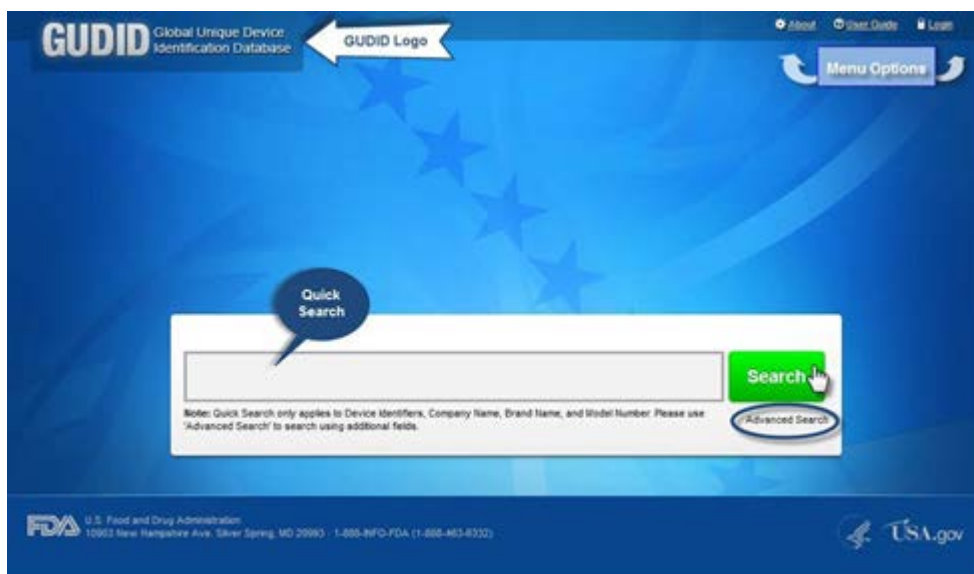 GUDID Global Unique Device
Identification Database
GUDID Logo
About User Guide Login
Menu Options
Quick
Search
Search
Note: Quick Search only applies to Device Identifiers, Company Name, Brand Name, and Model Number. Please use
'Advanced Search' to search using additional fields.
Advanced Search
FDA U.S. Food and Drug Administration
10903 New Hampshire Ave. Silver Spring, MD 20993 - 1-888-INFO-FDA (1-888-463-6332)
USA.gov